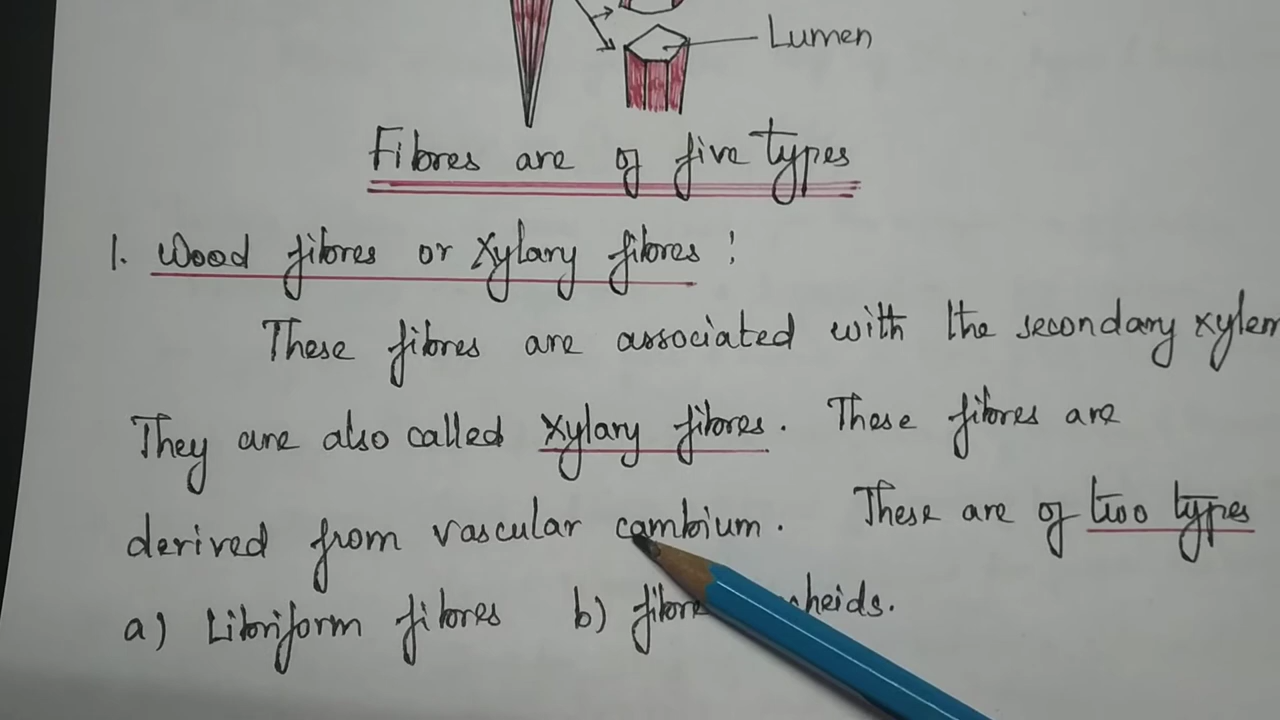 Lumen
Fibres are of five types
1. Wood fibres or Xylary fibres :
These fibres are associated with the secondary xylem
They are also called xylary fibres. These fibres are
derived from vascular cambium. These are of two types
a) Libriform fibres b) fibre heids.